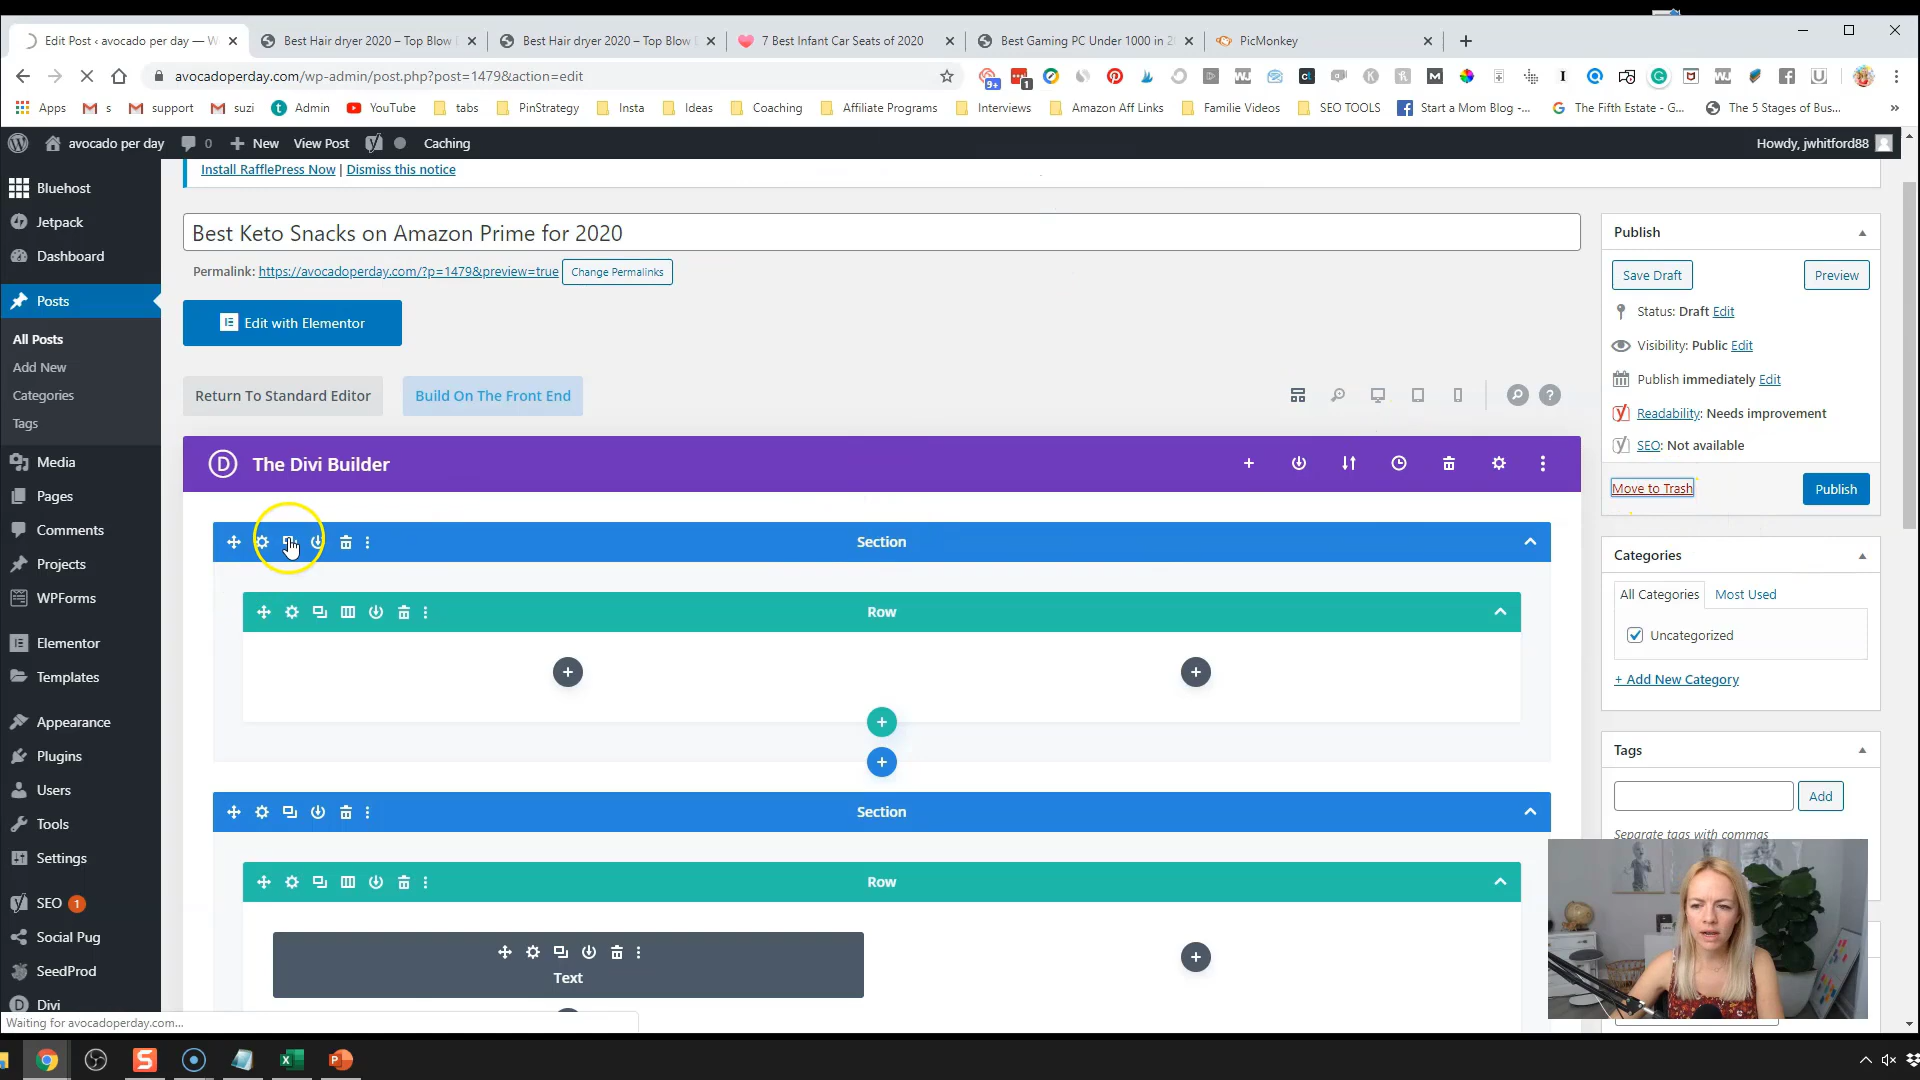 Edit Post ‹ avocado per day — W
Best Hair dryer 2020 – Top Blow
Best Hair dryer 2020 – Top Blow
7 Best Infant Car Seats of 2020
Best Gaming PC Under 1000 in 2
PicMonkey
avocadoperday.com/wp-admin/post.php?post=1479&action=edit
Apps
s
support
suzi
Admin
YouTube
tabs
PinStrategy
Insta
Ideas
Coaching
Affiliate Programs
Interviews
Amazon Aff Links
Familie Videos
SEO TOOLS
Start a Mom Blog -...
The Fifth Estate - G...
The 5 Stages of Bus...
avocado per day
0
New
View Post
Caching
Howdy, jwhitford88
Bluehost
Jetpack
Dashboard
Posts
All Posts
Add New
Categories
Tags
Media
Pages
Comments
Projects
WPForms
Elementor
Templates
Appearance
Plugins
Users
Tools
Settings
SEO 1
Social Pug
SeedProd
Divi
Waiting for avocadoperday.com...
Install RafflePress Now | Dismiss this notice
Best Keto Snacks on Amazon Prime for 2020
Permalink: https://avocadoperday.com/?p=1479&preview=true Change Permalinks
Edit with Elementor
Return To Standard Editor
Build On The Front End
The Divi Builder
Section
Row
Section
Row
Text
Publish
Save Draft
Preview
Status: Draft Edit
Visibility: Public Edit
Publish immediately Edit
Readability: Needs improvement
SEO: Not available
Move to Trash
Publish
Categories
All Categories
Most Used
Uncategorized
+ Add New Category
Tags
Add
Separate tags with commas